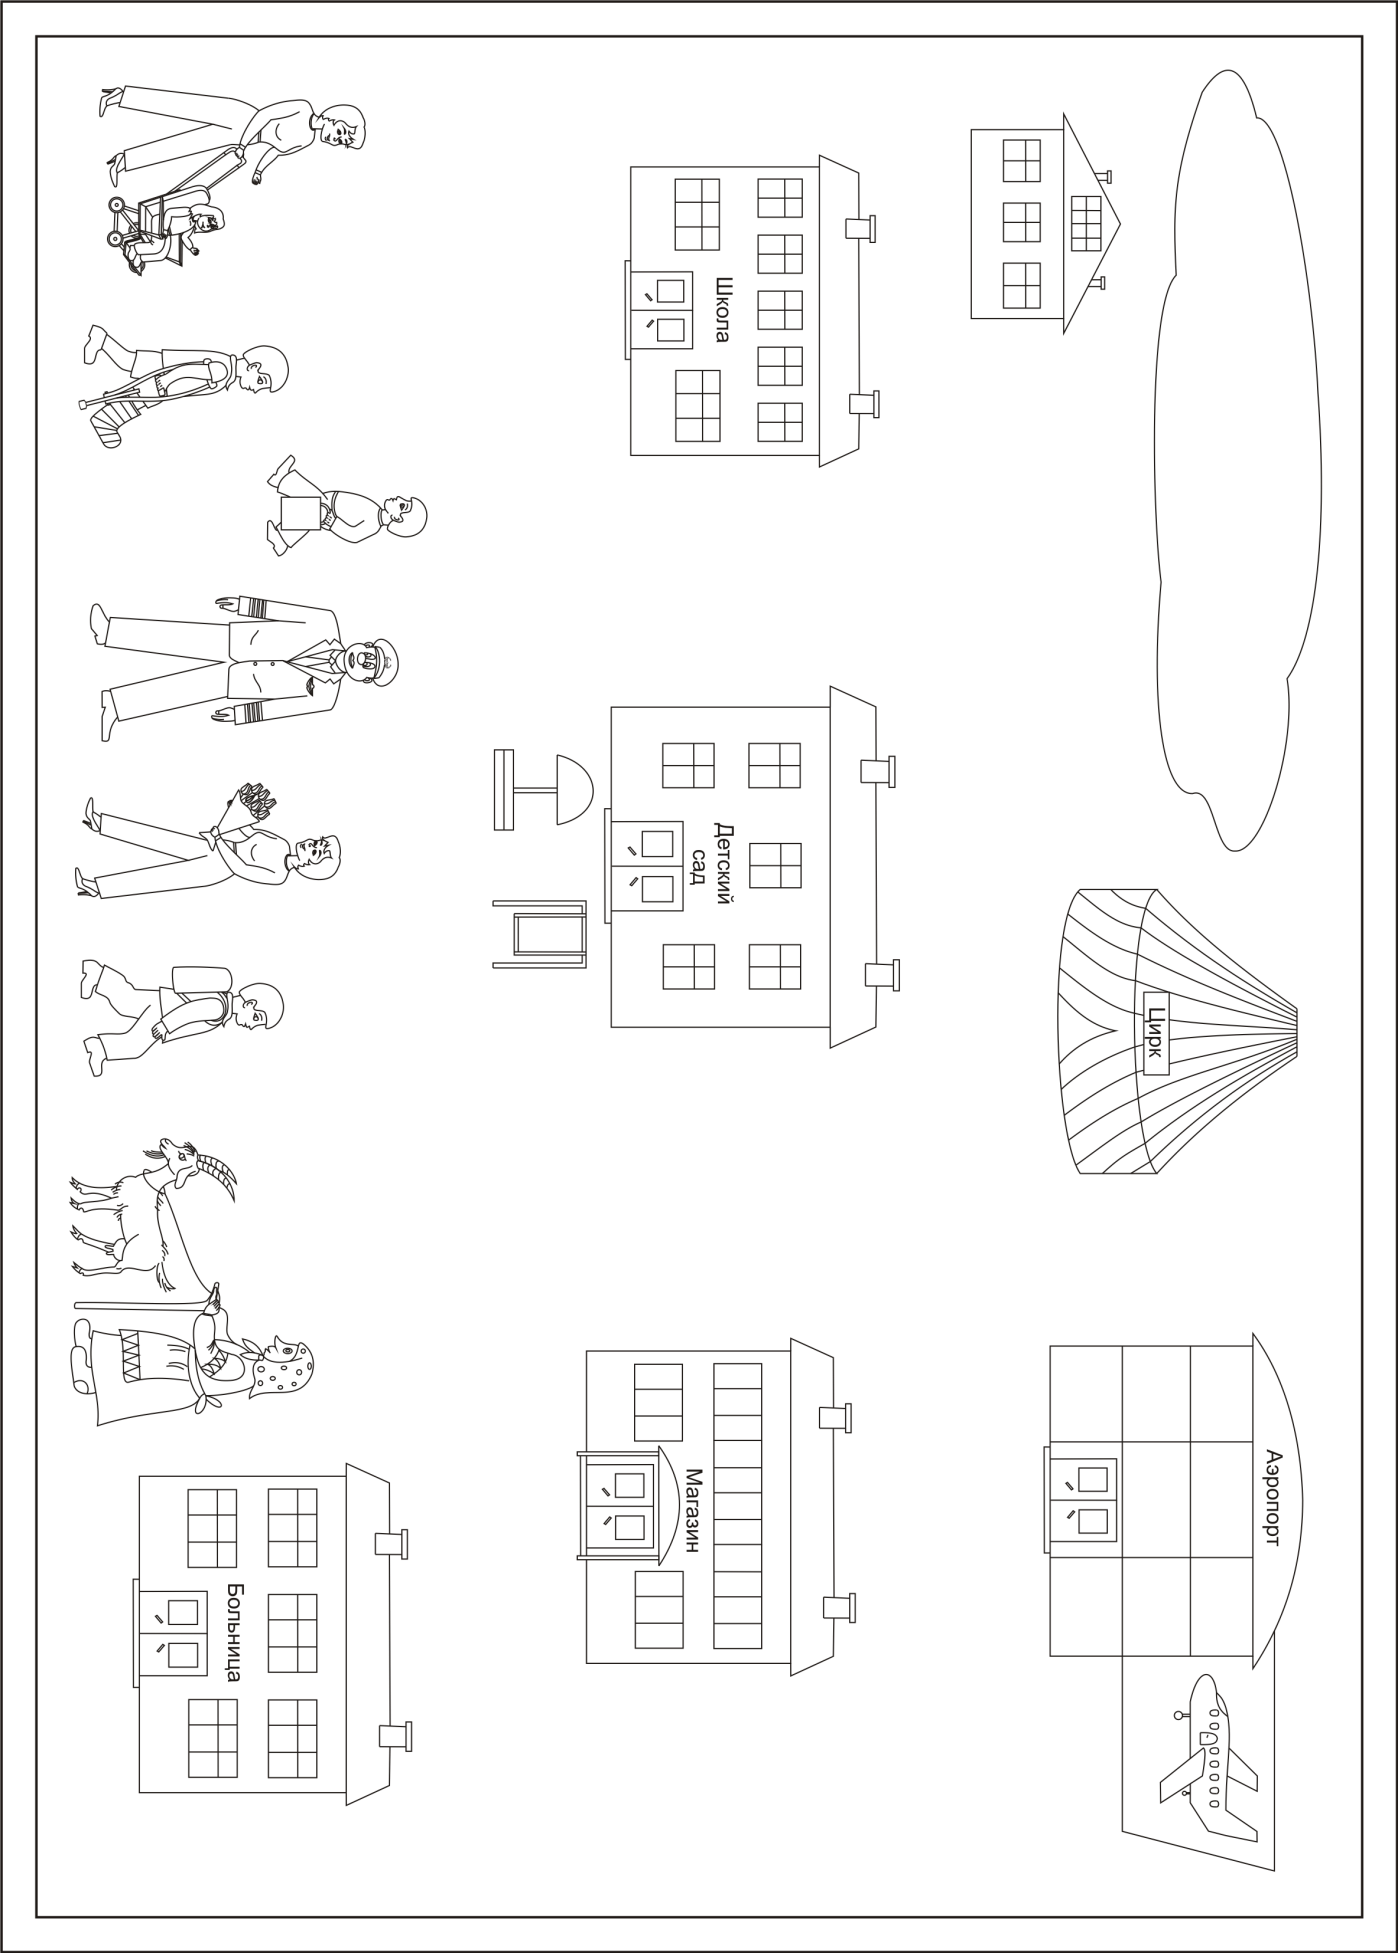 Цирк
Аэропорт
Школа
Детский
сад
Магазин
Больница